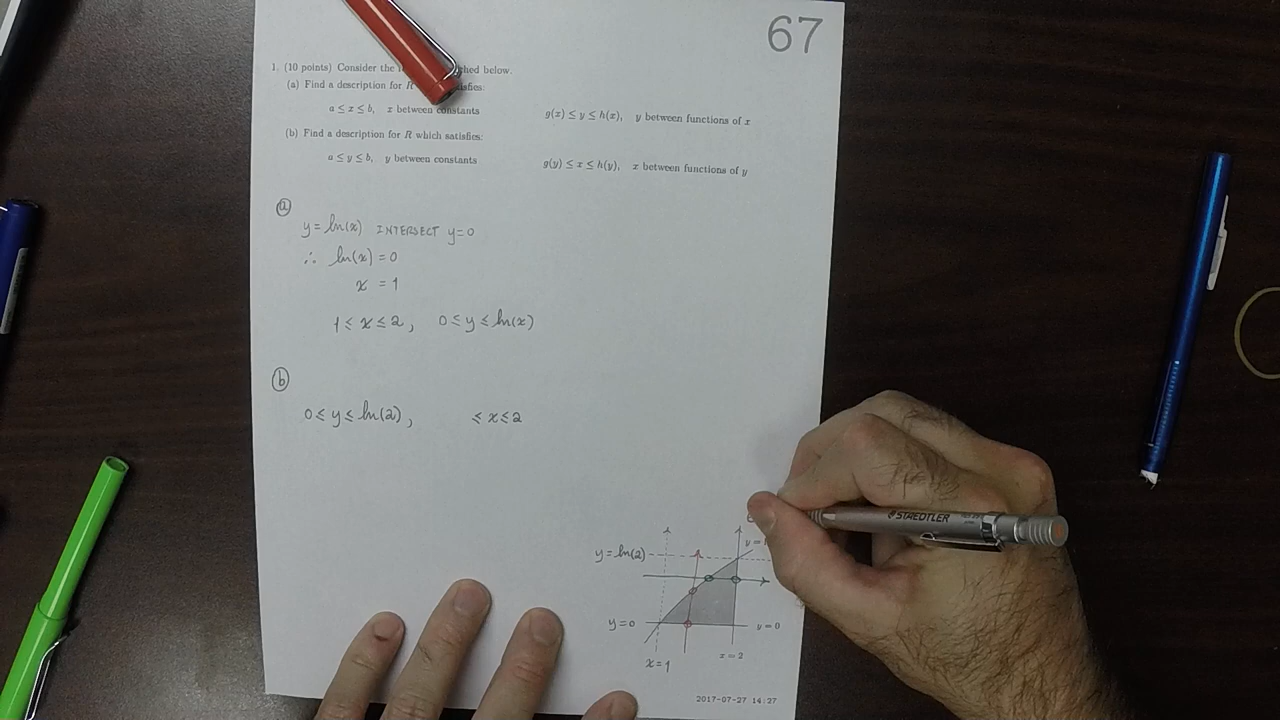 67
1. (10 points) Consider the ched below.
(a) Find a description for R sfies:
a ≤ x ≤ b, x between constants g(x) ≤ y ≤ h(x), y between functions of x
(b) Find a description for R which satisfies:
a ≤ y ≤ b, y between constants g(y) ≤ x ≤ h(y), x between functions of y
ⓐ
y = ln(x) INTERSECT y=0
∴ ln(x) = 0
x = 1
1 ≤ x ≤ 2, 0 ≤ y ≤ ln(x)
ⓑ
0 ≤ y ≤ ln(2), ≤ x ≤ 2
STAEDTLER
y =
y = ln(2)
y=0 y = 0
x = 2
x=1
2017-07-27 14:27